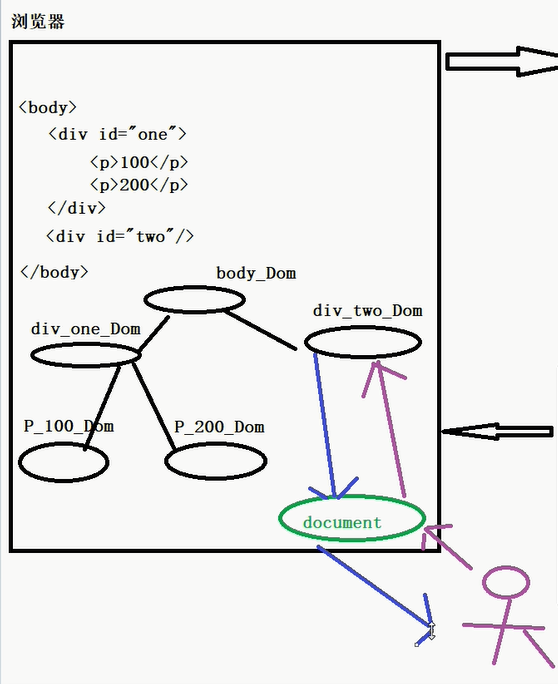 浏览器
<body>
<div id="one">
<p>100</p>
<p>200</p>
</div>
<div id="two"/>
</body>
body_Dom
div_two_Dom
div_one_Dom
P_100_Dom
P_200_Dom
document